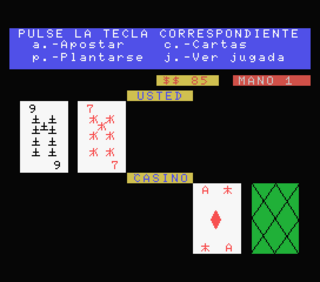 PULSE LA TECLA CORRESPONDIENTE
a.-Apostar c.-Cartas
p.-Plantarse j.-Ver jugada
$$ 85 MANO 1
USTED
9 7
9 7
CASINO
A
A